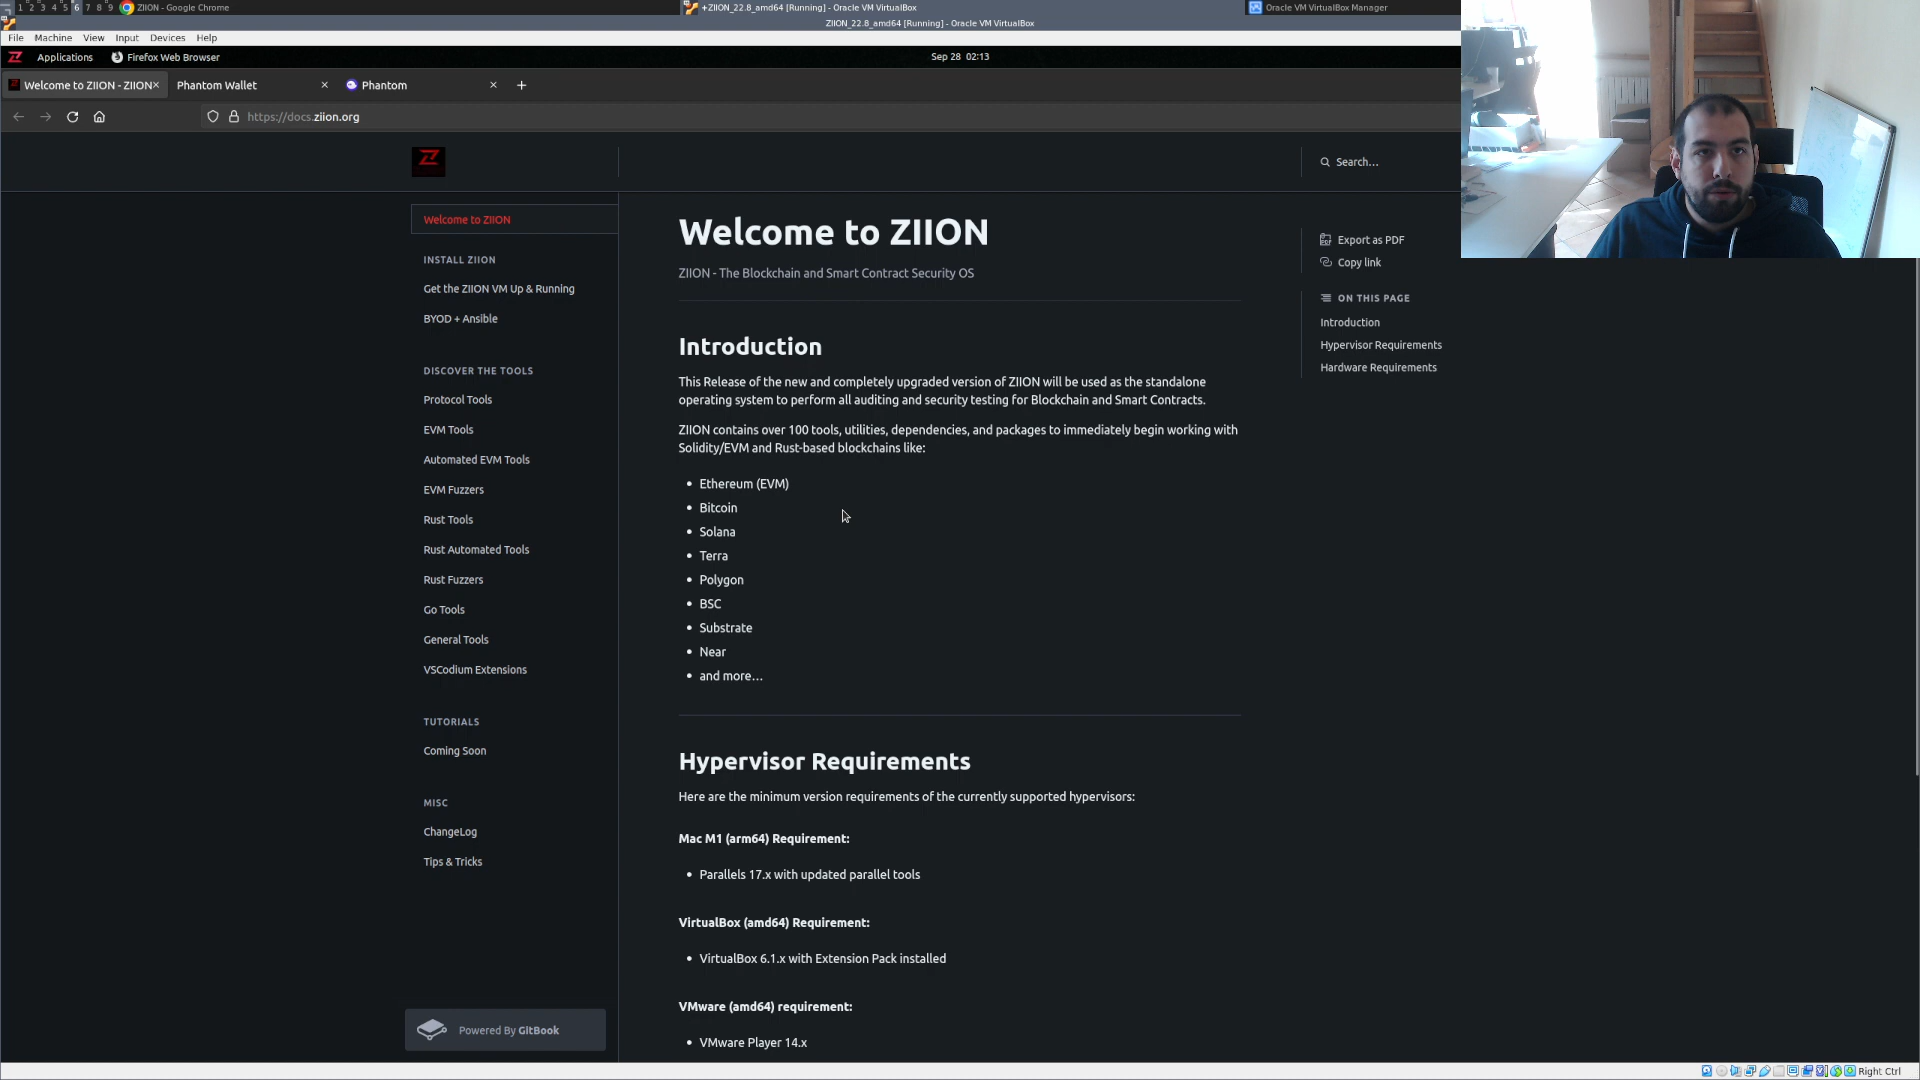 1 2 3 4 5 6 7 8 9 ZIION - Google Chrome
+ZIION_22.8_amd64 [Running] - Oracle VM VirtualBox
Oracle VM VirtualBox Manager
ZIION_22.8_amd64 [Running] - Oracle VM VirtualBox
File Machine View Input Devices Help
Applications Firefox Web Browser Sep 28 02:13
Welcome to ZIION - ZIION × Phantom Wallet × Phantom × +
https://docs.ziion.org
Search...
Welcome to ZIION
INSTALL ZIION
Get the ZIION VM Up & Running
BYOD + Ansible
DISCOVER THE TOOLS
Protocol Tools
EVM Tools
Automated EVM Tools
EVM Fuzzers
Rust Tools
Rust Automated Tools
Rust Fuzzers
Go Tools
General Tools
VSCodium Extensions
TUTORIALS
Coming Soon
MISC
ChangeLog
Tips & Tricks
Powered By GitBook
Welcome to ZIION
ZIION - The Blockchain and Smart Contract Security OS
Introduction
This Release of the new and completely upgraded version of ZIION will be used as the standalone
operating system to perform all auditing and security testing for Blockchain and Smart Contracts.
ZIION contains over 100 tools, utilities, dependencies, and packages to immediately begin working with
Solidity/EVM and Rust-based blockchains like:
• Ethereum (EVM)
• Bitcoin
• Solana
• Terra
• Polygon
• BSC
• Substrate
• Near
• and more...
Hypervisor Requirements
Here are the minimum version requirements of the currently supported hypervisors:
Mac M1 (arm64) Requirement:
• Parallels 17.x with updated parallel tools
VirtualBox (amd64) Requirement:
• VirtualBox 6.1.x with Extension Pack installed
VMware (amd64) requirement:
• VMware Player 14.x
Export as PDF
Copy link
ON THIS PAGE
Introduction
Hypervisor Requirements
Hardware Requirements
Right Ctrl